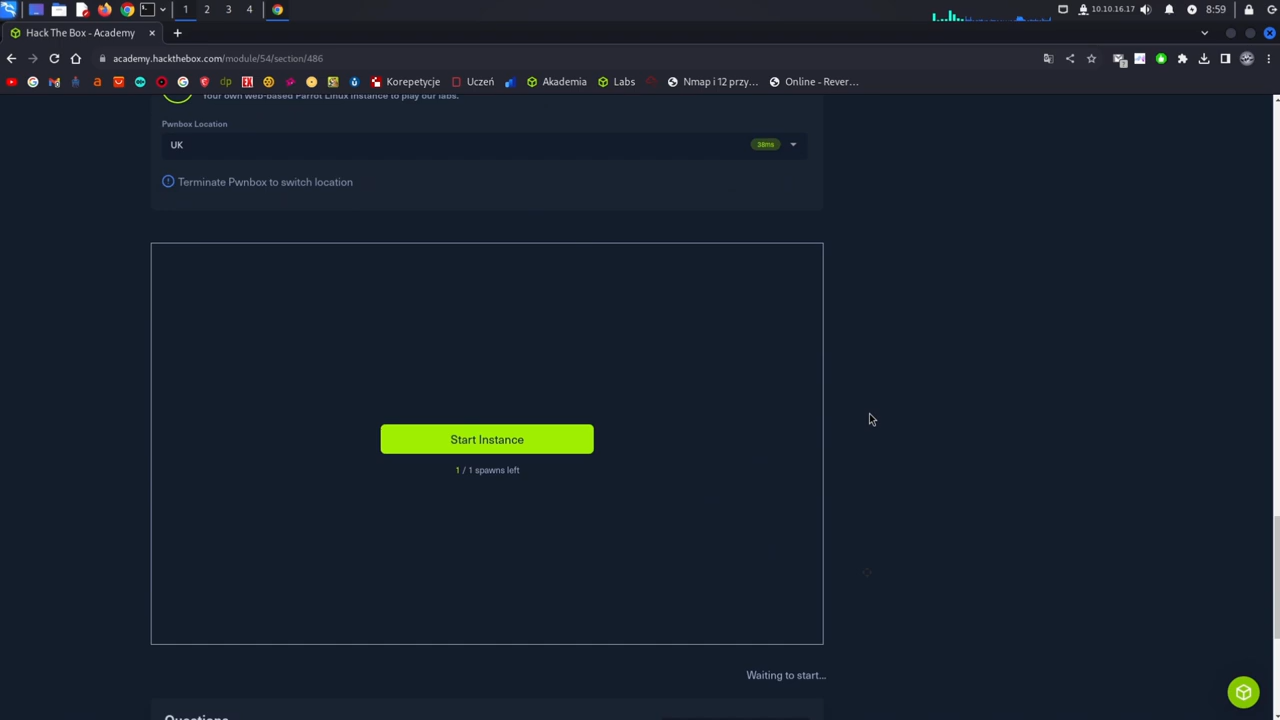 1 2 3 4
10.10.16.17
8:59
Hack The Box - Academy
academy.hackthebox.com/module/54/section/486
Korepetycje
Uczeń
Akademia
Labs
Nmap i 12 przy…
Online - Rever…
Your own web-based Parrot Linux instance to play our labs.
Pwnbox Location
UK
38ms
Terminate Pwnbox to switch location
Start Instance
1 / 1 spawns left
Waiting to start...
Questions